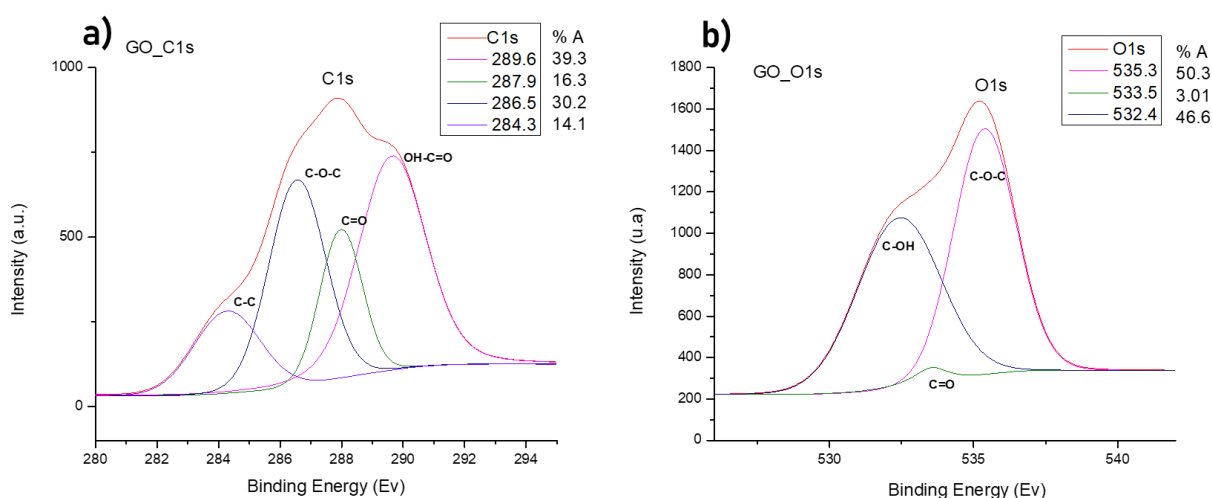 a)
GO_C1s
C1s % A
289.6 39.3
287.9 16.3
286.5 30.2
284.3 14.1
C1s
OH-C=O
C-O-C
C=O
C-C
1000
500
0
Intensity (a.u.)
280 282 284 286 288 290 292 294
Binding Energy (Ev)
b)
GO_O1s
% A
O1s
535.3 50.3
533.5 3.01
532.4 46.6
O1s
C-O-C
C-OH
C=O
1800
1600
1400
1200
1000
800
600
400
200
0
Intensity (u.a)
530 535 540
Binding Energy (Ev)